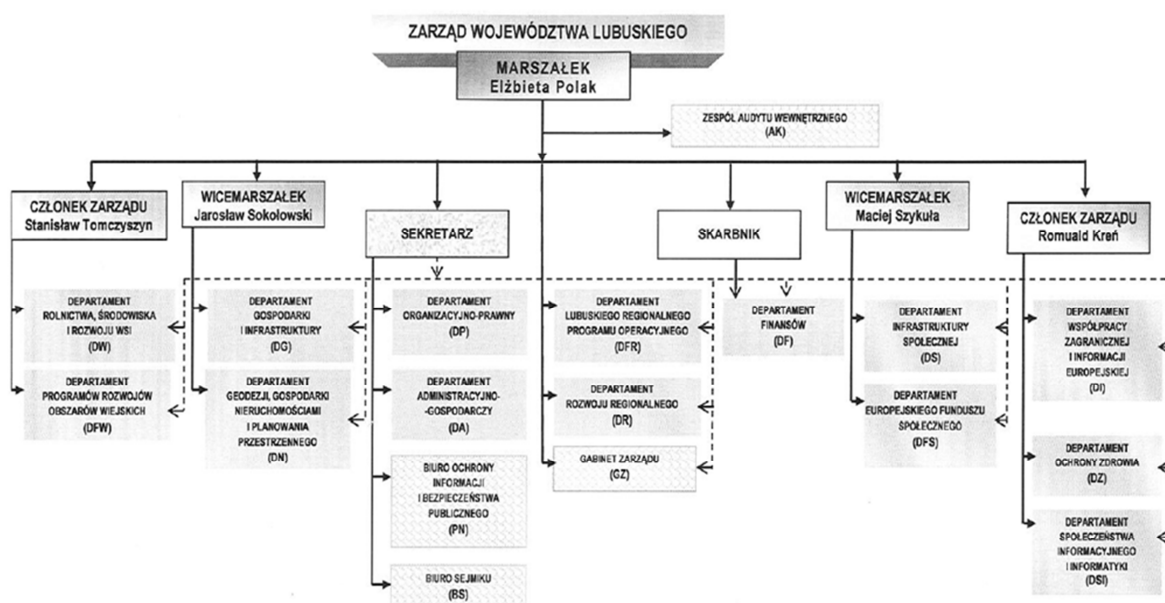 ZARZĄD WOJEWÓDZTWA LUBUSKIEGO
MARSZAŁEK
Elżbieta Polak
ZESPÓŁ AUDYTU WEWNĘTRZNEGO
(AK)
CZŁONEK ZARZĄDU
Stanisław Tomczyszyn
WICEMARSZAŁEK
Jarosław Sokołowski
SEKRETARZ
SKARBNIK
WICEMARSZAŁEK
Maciej Szykuła
CZŁONEK ZARZĄDU
Romuald Kreń
DEPARTAMENT
ROLNICTWA, ŚRODOWISKA
I ROZWOJU WSI
(DW)
DEPARTAMENT
PROGRAMÓW ROZWOJÓW
OBSZARÓW WIEJSKICH
(DFW)
DEPARTAMENT
GOSPODARKI
I INFRASTRUKTURY
(DG)
DEPARTAMENT
GEODEZJI, GOSPODARKI
NIERUCHOMOŚCIAMI
I PLANOWANIA
PRZESTRZENNEGO
(DN)
DEPARTAMENT
ORGANIZACYJNO-PRAWNY
(DP)
DEPARTAMENT
ADMINISTRACYJNO-
-GOSPODARCZY
(DA)
BIURO OCHRONY
INFORMACJI
I BEZPIECZEŃSTWA
PUBLICZNEGO
(PN)
BIURO SEJMIKU
(BS)
DEPARTAMENT
LUBUSKIEGO REGIONALNEGO
PROGRAMU OPERACYJNEGO
(DFR)
DEPARTAMENT
ROZWOJU REGIONALNEGO
(DR)
GABINET ZARZĄDU
(GZ)
DEPARTAMENT
FINANSÓW
(DF)
DEPARTAMENT
INFRASTRUKTURY
SPOŁECZNEJ
(DS)
DEPARTAMENT
EUROPEJSKIEGO FUNDUSZU
SPOŁECZNEGO
(DFS)
DEPARTAMENT
WSPÓŁPRACY
ZAGRANICZNEJ
I INFORMACJI
EUROPEJSKIEJ
(DI)
DEPARTAMENT
OCHRONY ZDROWIA
(DZ)
DEPARTAMENT
SPOŁECZEŃSTWA
INFORMACYJNEGO
I INFORMATYKI
(DSI)